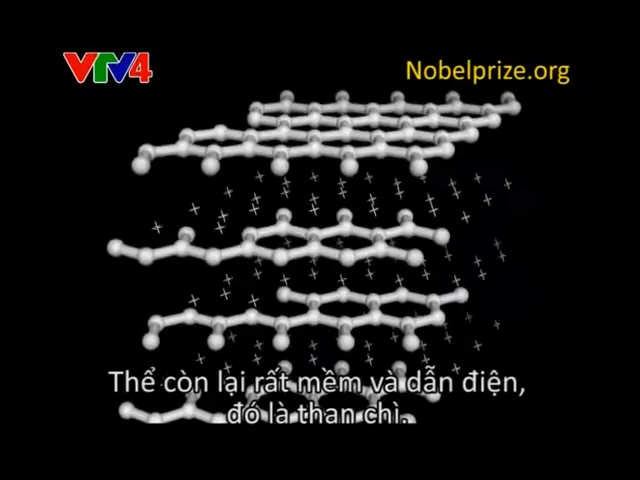 VTV4
Nobelprize.org
Thể còn lại rất mềm và dẫn điện,
đó là than chì.